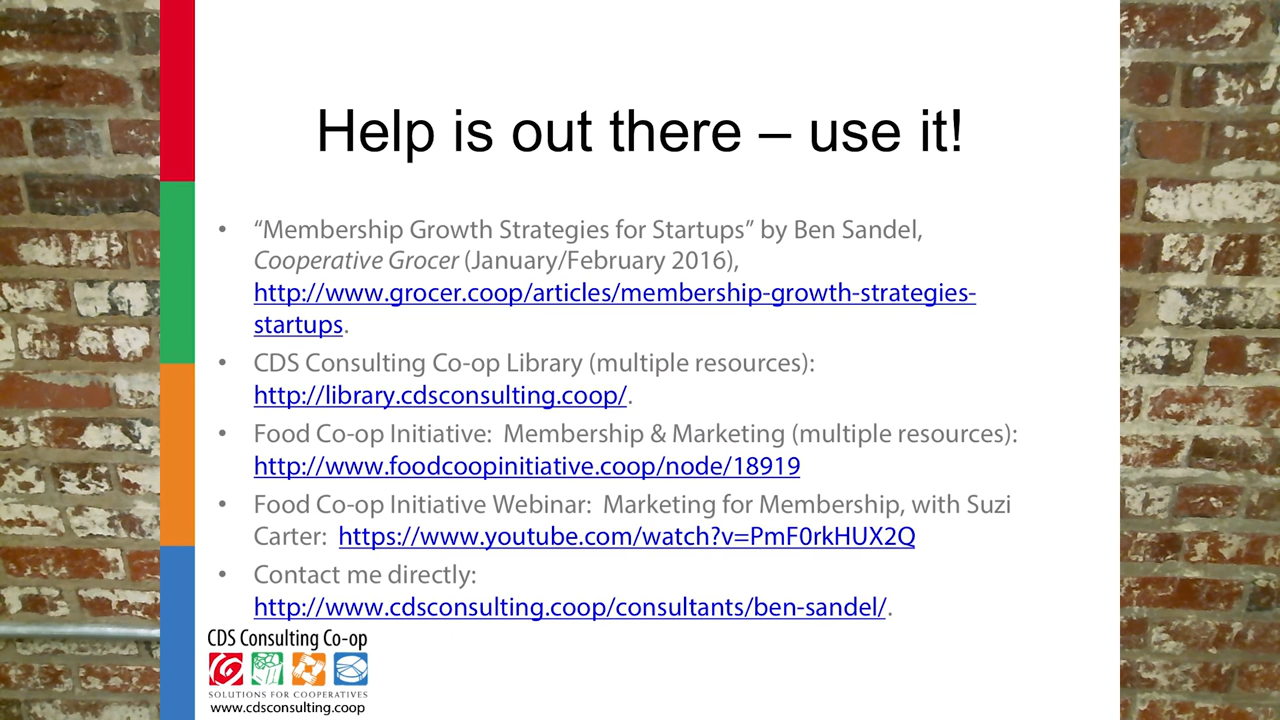 Help is out there – use it!
• “Membership Growth Strategies for Startups” by Ben Sandel,
Cooperative Grocer (January/February 2016),
http://www.grocer.coop/articles/membership-growth-strategies-
startups.
• CDS Consulting Co-op Library (multiple resources):
http://library.cdsconsulting.coop/.
• Food Co-op Initiative:  Membership & Marketing (multiple resources):
http://www.foodcoopinitiative.coop/node/18919
• Food Co-op Initiative Webinar:  Marketing for Membership, with Suzi
Carter:  https://www.youtube.com/watch?v=PmF0rkHUX2Q
• Contact me directly:
http://www.cdsconsulting.coop/consultants/ben-sandel/.
CDS Consulting Co-op
SOLUTIONS FOR COOPERATIVES
www.cdsconsulting.coop